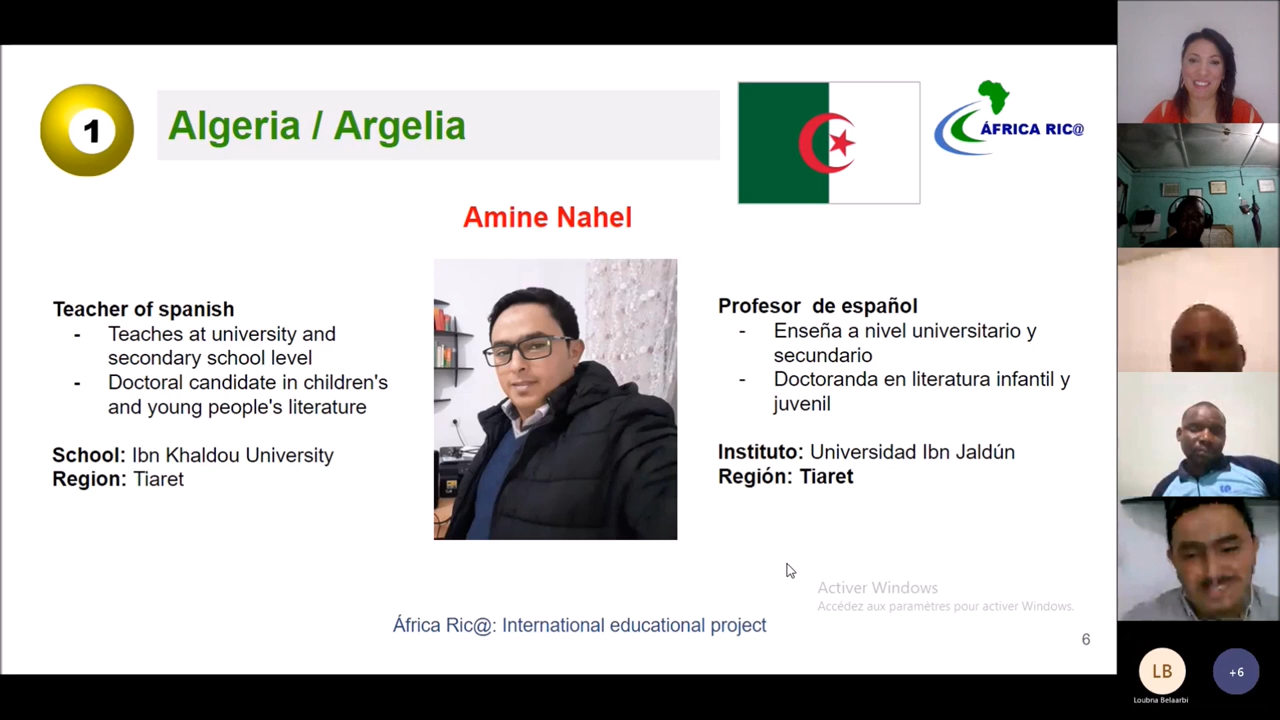 1
Algeria / Argelia
ÁFRICA RIC@
Amine Nahel
Teacher of spanish
- Teaches at university and
secondary school level
- Doctoral candidate in children's
and young people's literature
School: Ibn Khaldou University
Region: Tiaret
Profesor de español
- Enseña a nivel universitario y
secundario
- Doctoranda en literatura infantil y
juvenil
Instituto: Universidad Ibn Jaldún
Región: Tiaret
Activer Windows
Accédez aux paramètres pour activer Windows.
África Ric@: International educational project
6
LB
Loubna Belaarbi
+6